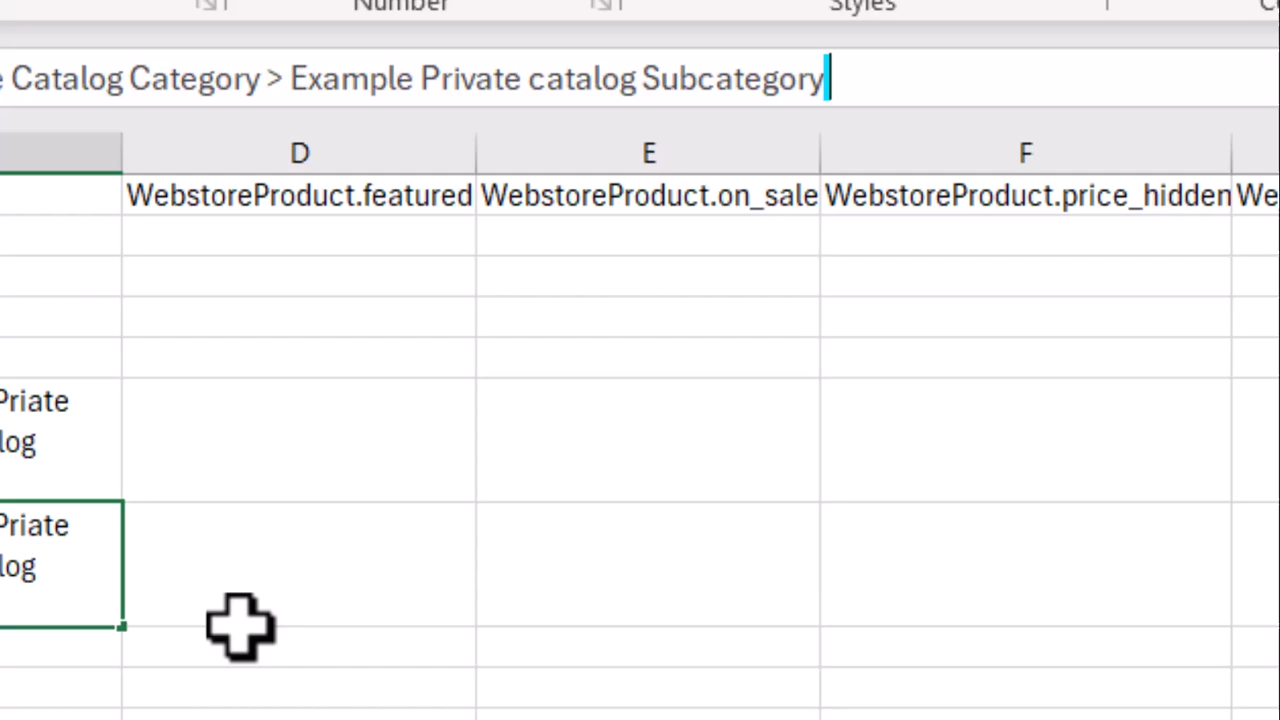 Number Styles
Catalog Category > Example Private catalog Subcategory
D E F
WebstoreProduct.featured WebstoreProduct.on_sale WebstoreProduct.price_hidden
Priate
log
Priate
log